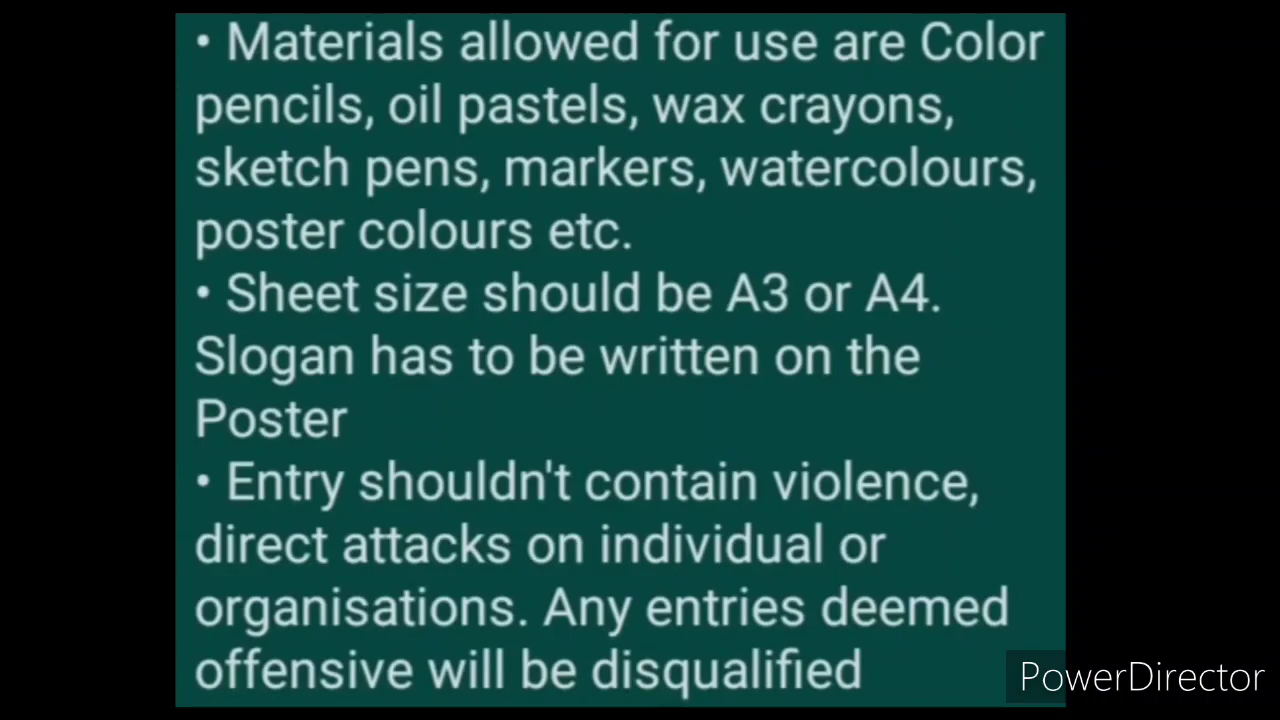 • Materials allowed for use are Color
pencils, oil pastels, wax crayons,
sketch pens, markers, watercolours,
poster colours etc.
• Sheet size should be A3 or A4.
Slogan has to be written on the
Poster
• Entry shouldn't contain violence,
direct attacks on individual or
organisations. Any entries deemed
offensive will be disqualified
PowerDirector